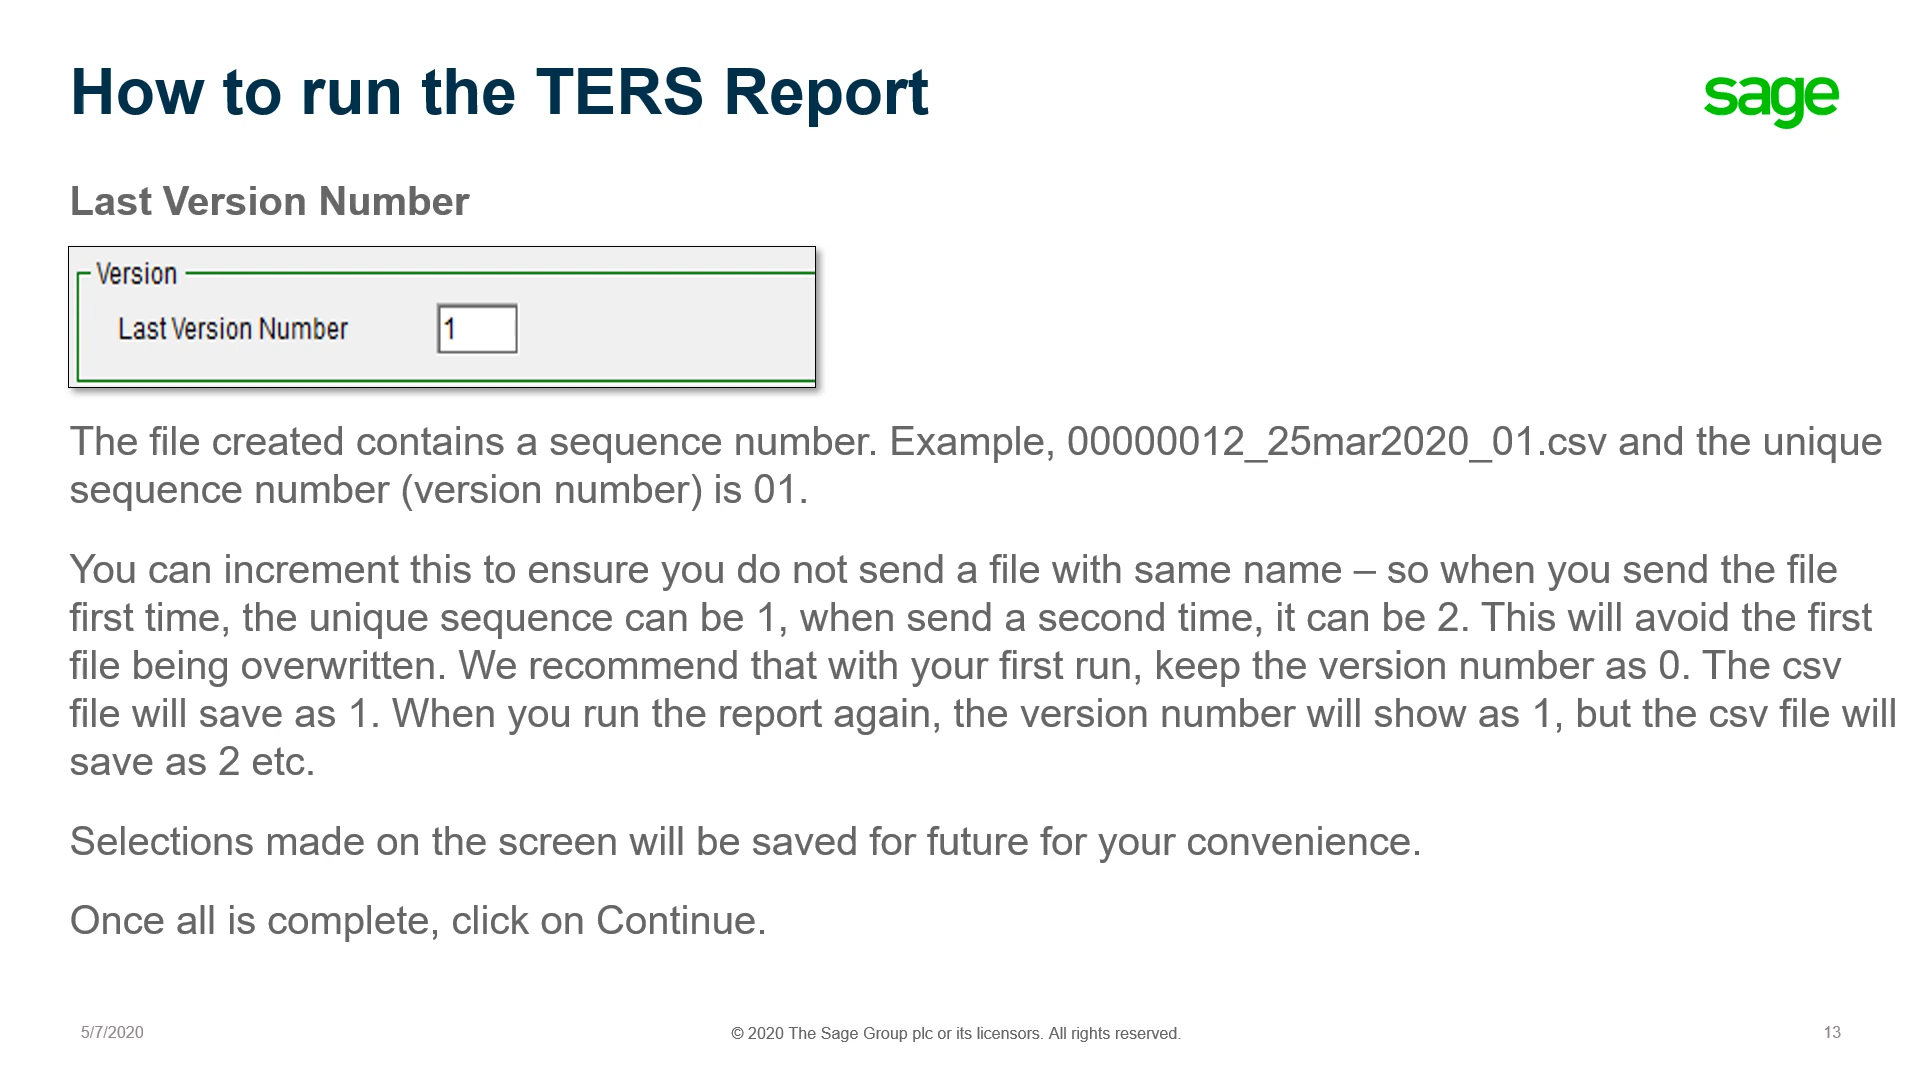 How to run the TERS Report
sage
Last Version Number
Version
Last Version Number
1
The file created contains a sequence number. Example, 00000012_25mar2020_01.csv and the unique
sequence number (version number) is 01.
You can increment this to ensure you do not send a file with same name – so when you send the file
first time, the unique sequence can be 1, when send a second time, it can be 2. This will avoid the first
file being overwritten. We recommend that with your first run, keep the version number as 0. The csv
file will save as 1. When you run the report again, the version number will show as 1, but the csv file will
save as 2 etc.
Selections made on the screen will be saved for future for your convenience.
Once all is complete, click on Continue.
5/7/2020
© 2020 The Sage Group plc or its licensors. All rights reserved.
13